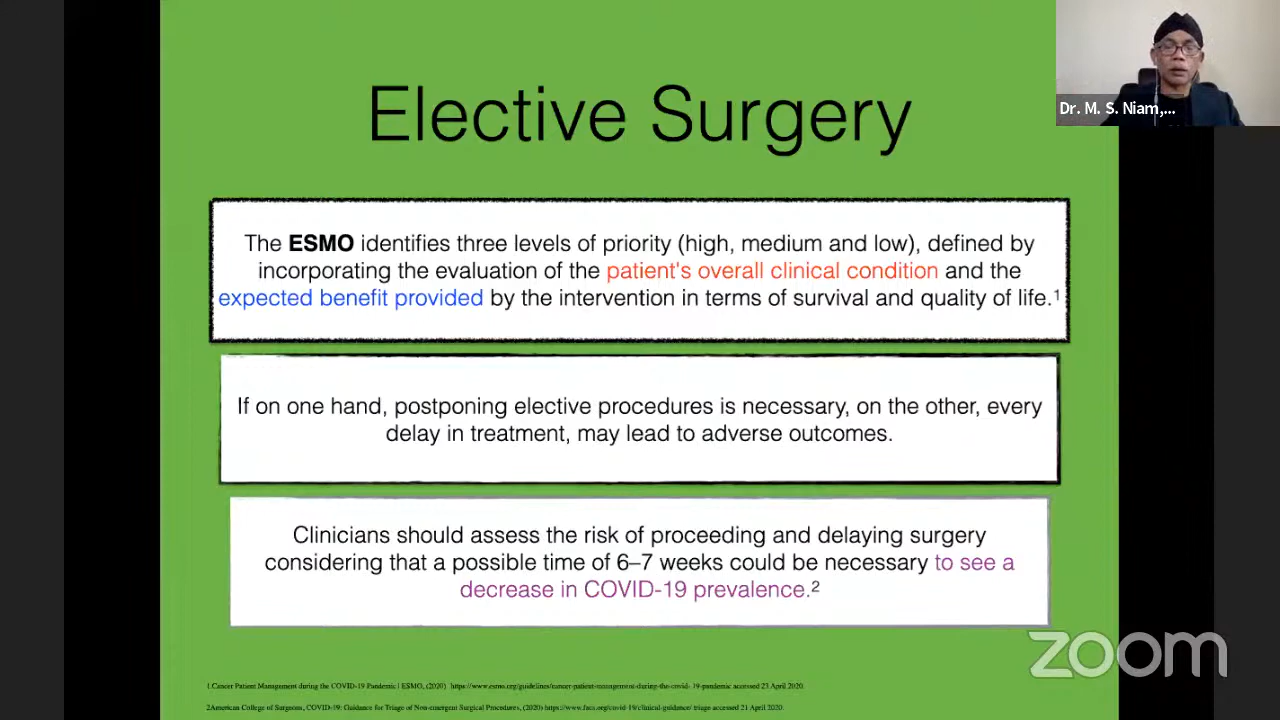 Elective Surgery
Dr. M. S. Niam,...
The ESMO identifies three levels of priority (high, medium and low), defined by
incorporating the evaluation of the patient's overall clinical condition and the
expected benefit provided by the intervention in terms of survival and quality of life.¹
If on one hand, postponing elective procedures is necessary, on the other, every
delay in treatment, may lead to adverse outcomes.
Clinicians should assess the risk of proceeding and delaying surgery
considering that a possible time of 6–7 weeks could be necessary to see a
decrease in COVID-19 prevalence.²
zoom
1.Cancer Patient Management during the COVID-19 Pandemic | ESMO, (2020) https://www.esmo.org/guidelines/cancer-patient-management-during-the-covid- 19-pandemic accessed 23 April 2020.
2American College of Surgeons, COVID-19: Guidance for Triage of Non-emergent Surgical Procedures, (2020) https://www.facs.org/covid-19/clinical-guidance/ triage accessed 21 April 2020.